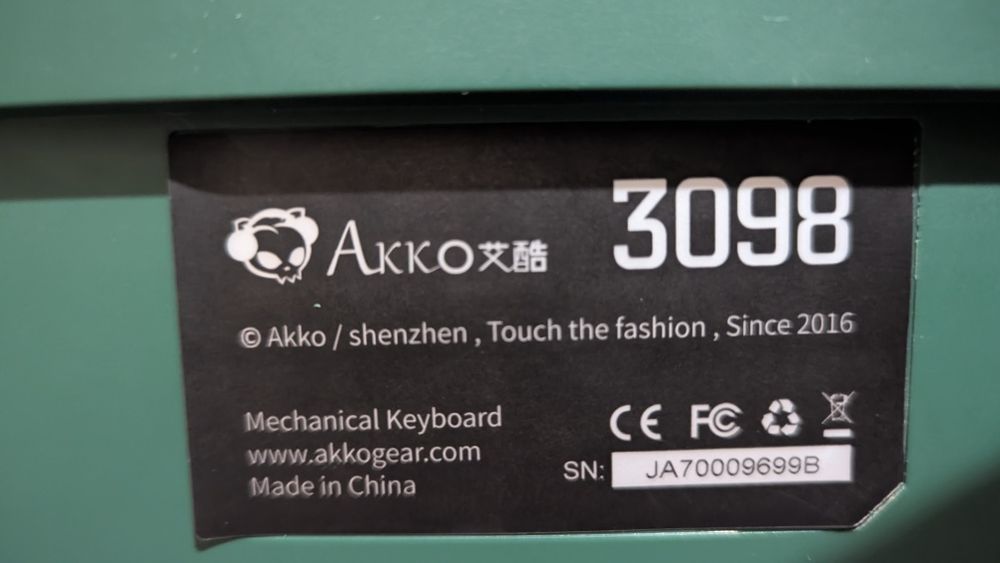 AKKO艾酷
3098
© Akko / shenzhen , Touch the fashion , Since 2016
Mechanical Keyboard
www.akkogear.com
Made in China
CE FC
SN: JA70009699B